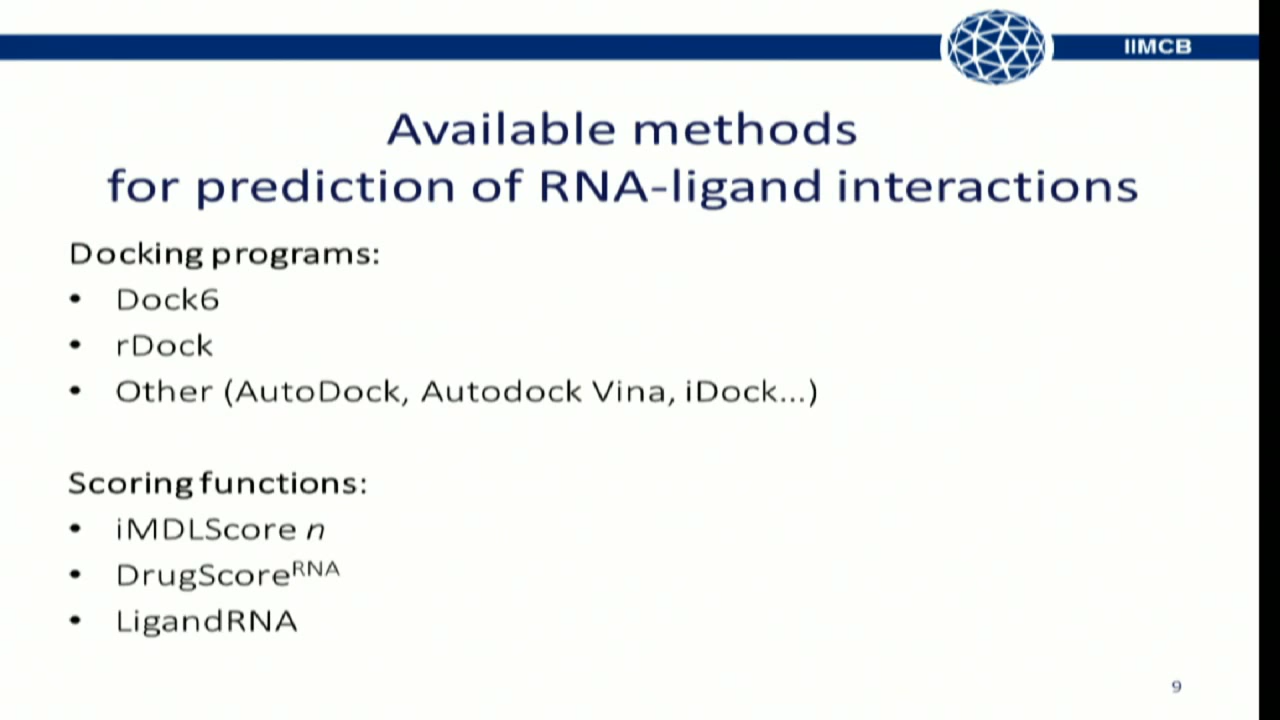 IIMCB
Available methods
for prediction of RNA-ligand interactions
Docking programs:
• Dock6
• rDock
• Other (AutoDock, Autodock Vina, iDock...)
Scoring functions:
• iMDLScore n
• DrugScoreRNA
• LigandRNA
9